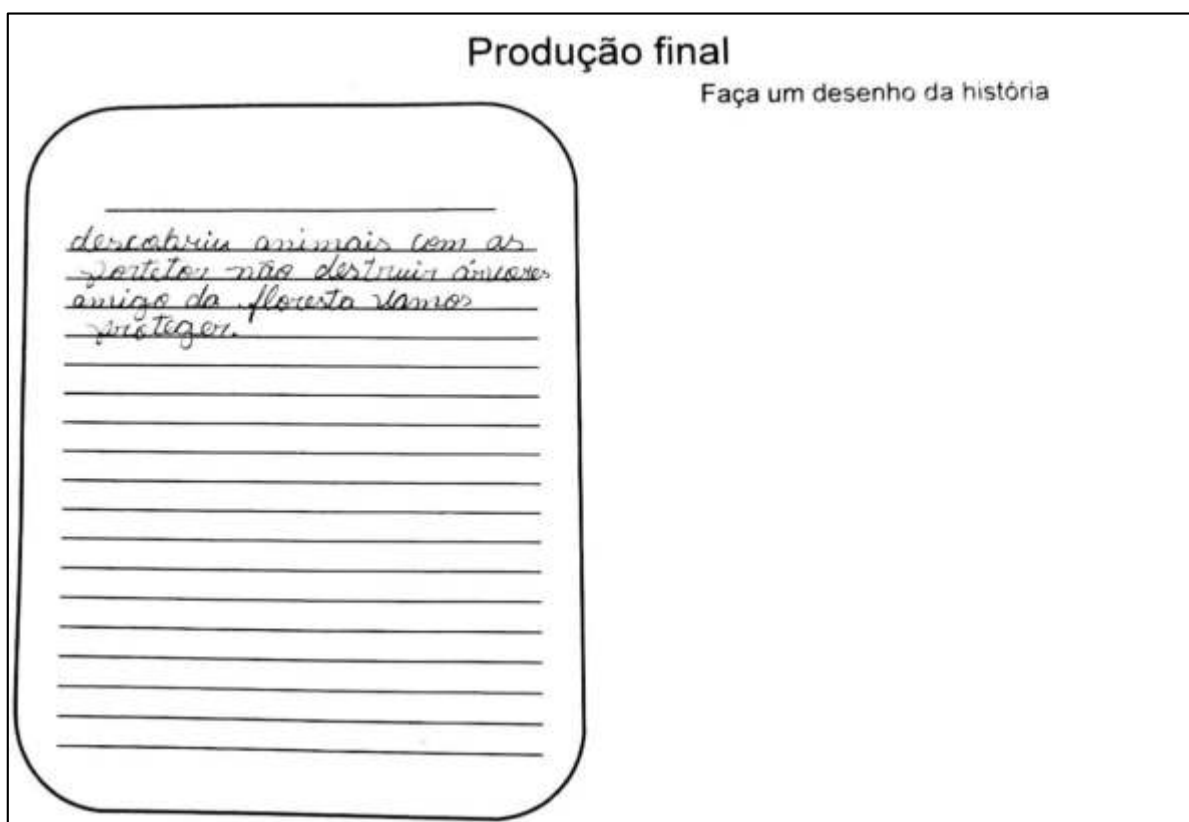 Produção final
Faça um desenho da história
descobriu animais com as
portetor não destruir árvores
amigo da floresta vamos
proteger.